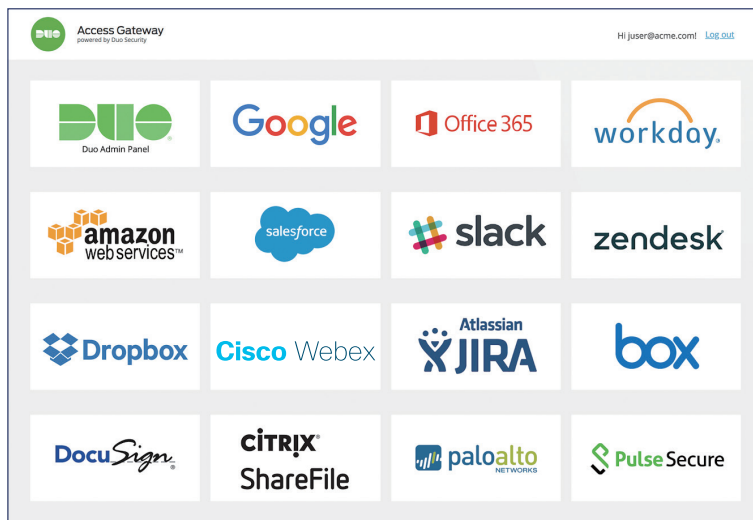 DUO
Access Gateway
powered by Duo Security
Hi juser@acme.com! Log out
DUO
Duo Admin Panel
Google
Office 365
workday.
amazon
webservices™
salesforce
slack
zendesk
Dropbox
Cisco Webex
Atlassian
JIRA
box
DocuSign®
CITRIX®
ShareFile
paloalto
NETWORKS
Pulse Secure